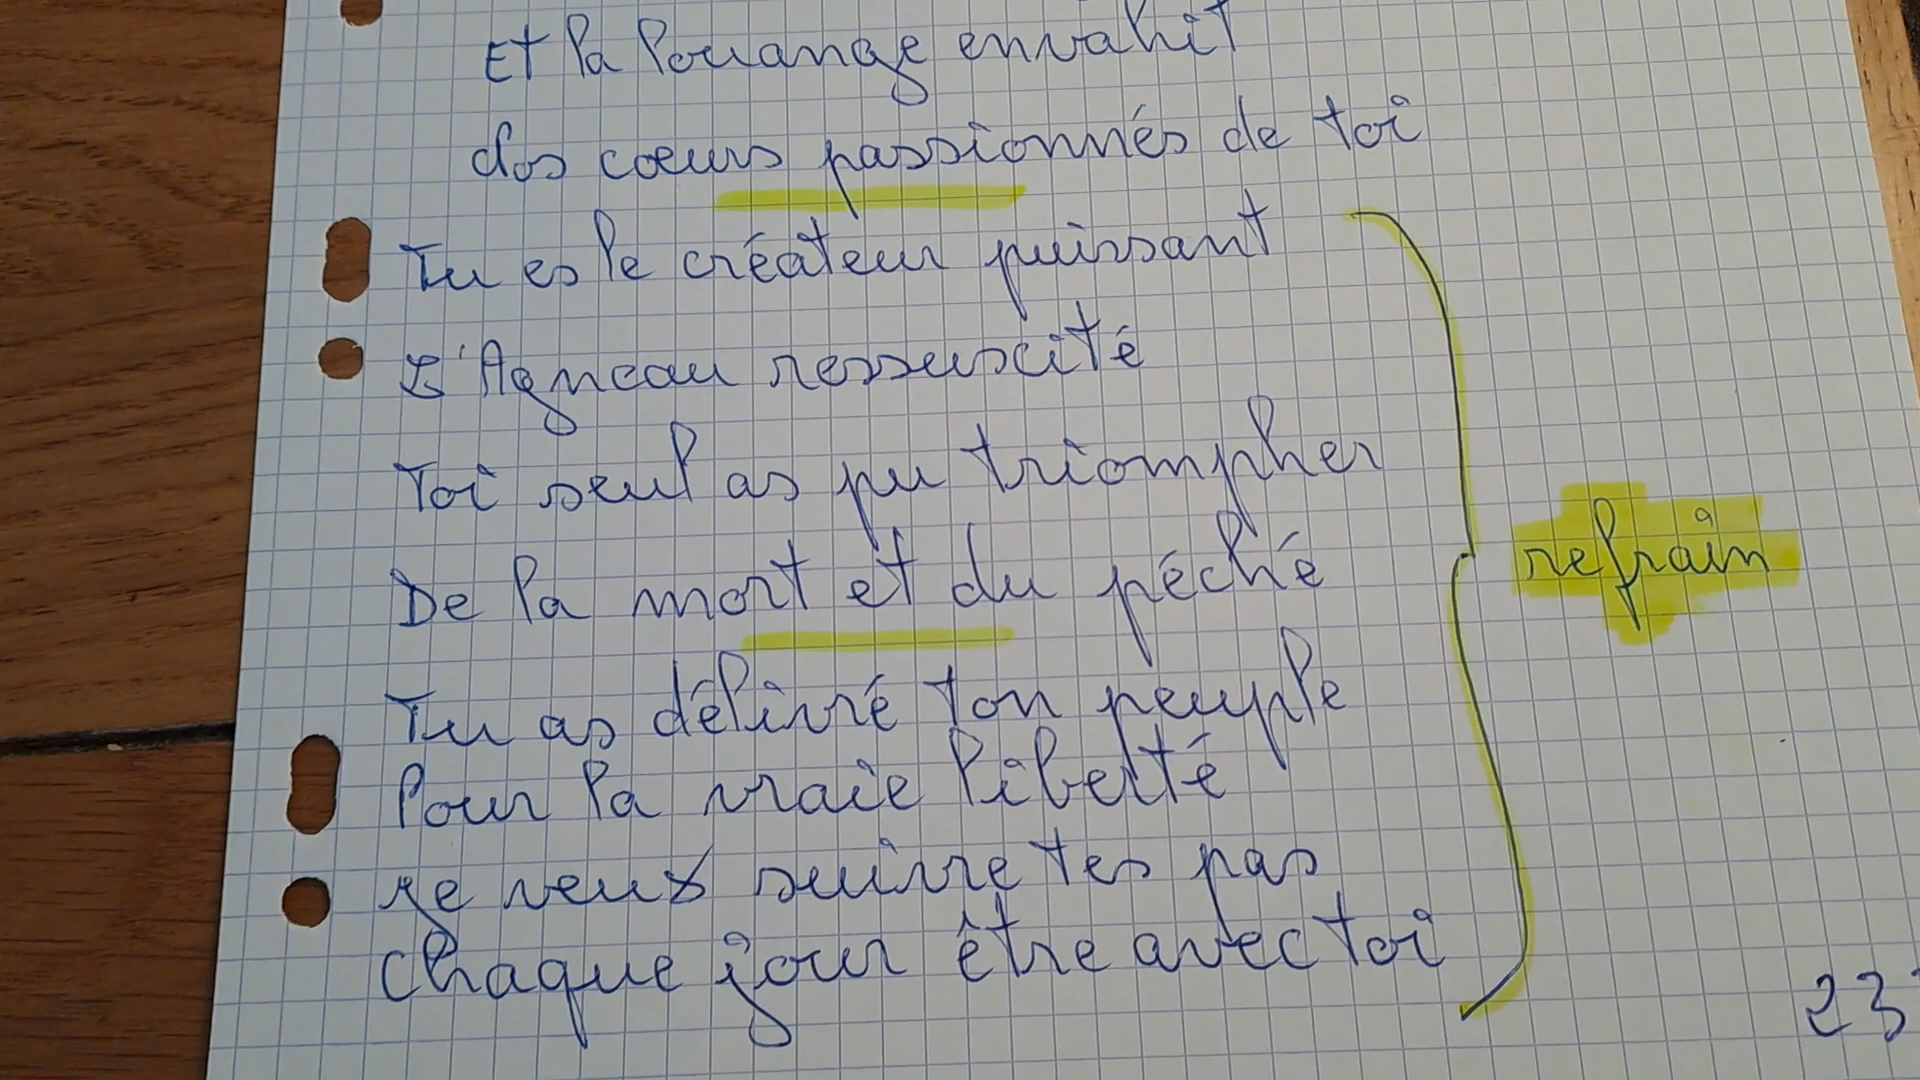 Et la louange envahit
des cœurs passionnés de toi
Tu es le créateur puissant
L'Agneau ressuscité
Toi seul as pu triompher
De la mort et du péché
refrain
Tu as délivré ton peuple
Pour la vraie liberté
Je veux suivre tes pas
Chaque jour être avec toi
23